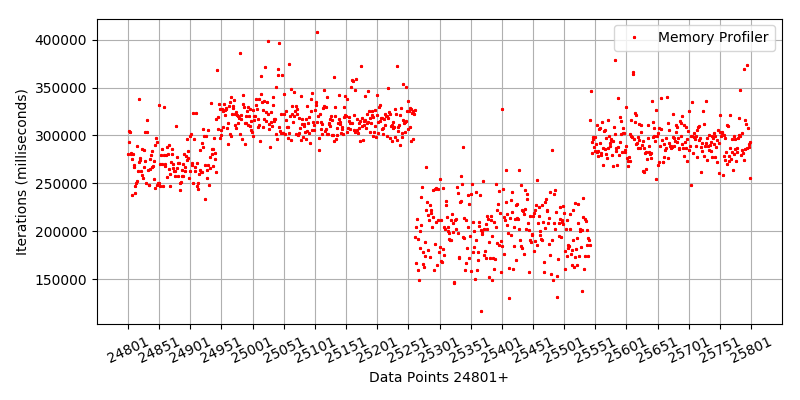 Memory Profiler
400000
350000
300000
250000
200000
150000
Iterations (milliseconds)
24801 24851 24901 24951 25001 25051 25101 25151 25201 25251 25301 25351 25401 25451 25501 25551 25601 25651 25701 25751 25801
Data Points 24801+